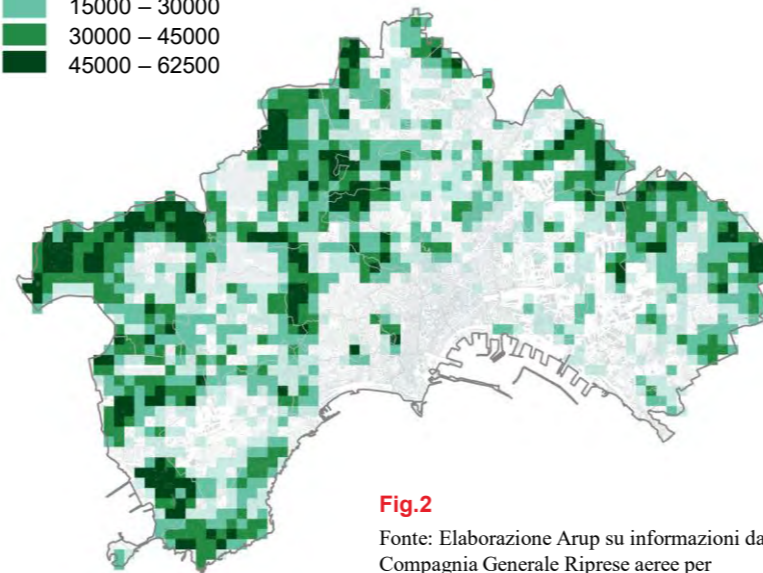 15000 – 30000
30000 – 45000
45000 – 62500
Fig.2
Fonte: Elaborazione Arup su informazioni da
Compagnia Generale Riprese aeree per